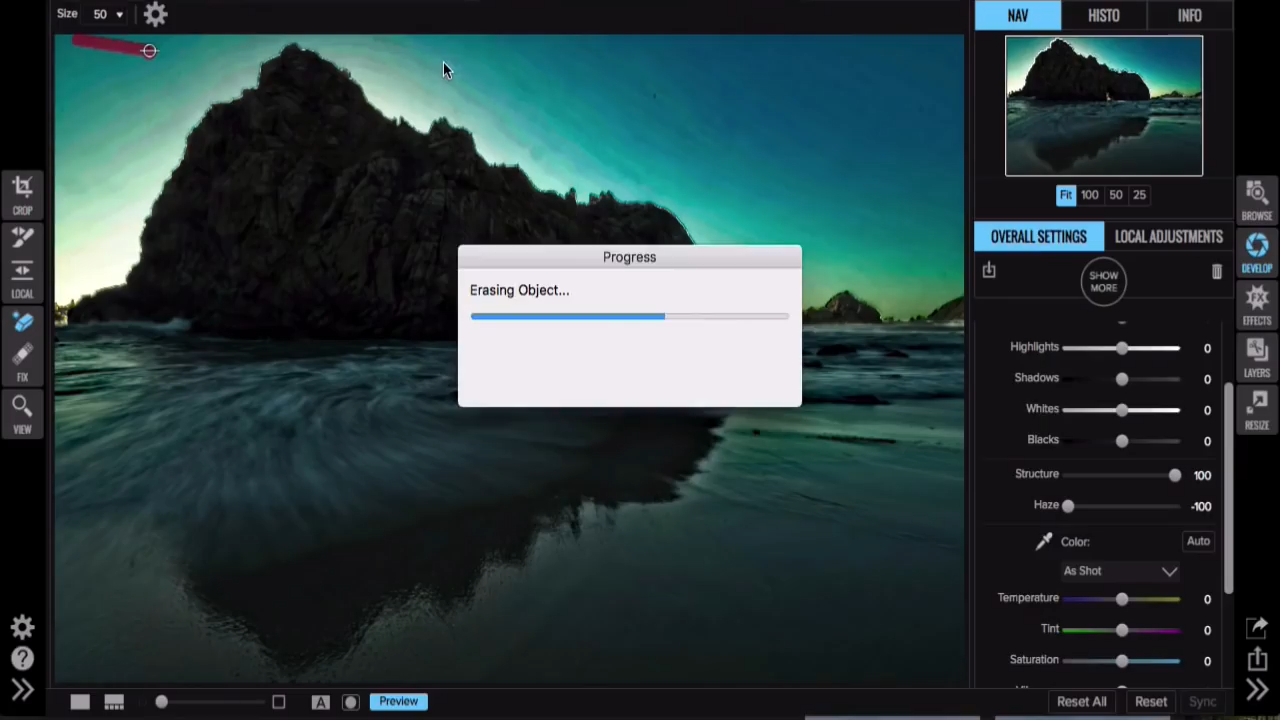 Size 50
NAV HISTO INFO
CROP
LOCAL
FIX
VIEW
Progress
Erasing Object...
Fit 100 50 25
OVERALL SETTINGS LOCAL ADJUSTMENTS
SHOW
MORE
Highlights 0
Shadows 0
Whites 0
Blacks 0
Structure 100
Haze -100
Color: Auto
As Shot
Temperature 0
Tint 0
Saturation 0
BROWSE
DEVELOP
EFFECTS
LAYERS
RESIZE
?
A Preview
Reset All Reset Sync